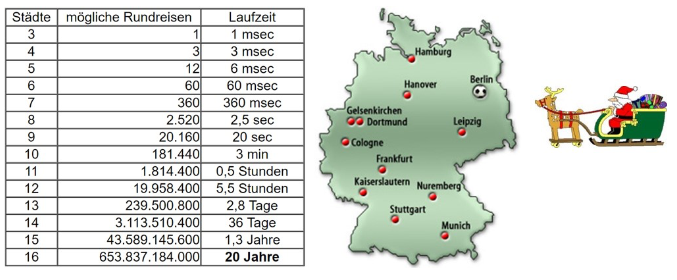 Städte mögliche Rundreisen Laufzeit
3 1 1 msec
4 3 3 msec
5 12 6 msec
6 60 60 msec
7 360 360 msec
8 2.520 2,5 sec
9 20.160 20 sec
10 181.440 3 min
11 1.814.400 0,5 Stunden
12 19.958.400 5,5 Stunden
13 239.500.800 2,8 Tage
14 3.113.510.400 36 Tage
15 43.589.145.600 1,3 Jahre
16 653.837.184.000 20 Jahre
Hamburg
Hanover
Berlin
Gelsenkirchen
Dortmund
Leipzig
Cologne
Frankfurt
Kaiserslautern
Nuremberg
Stuttgart
Munich